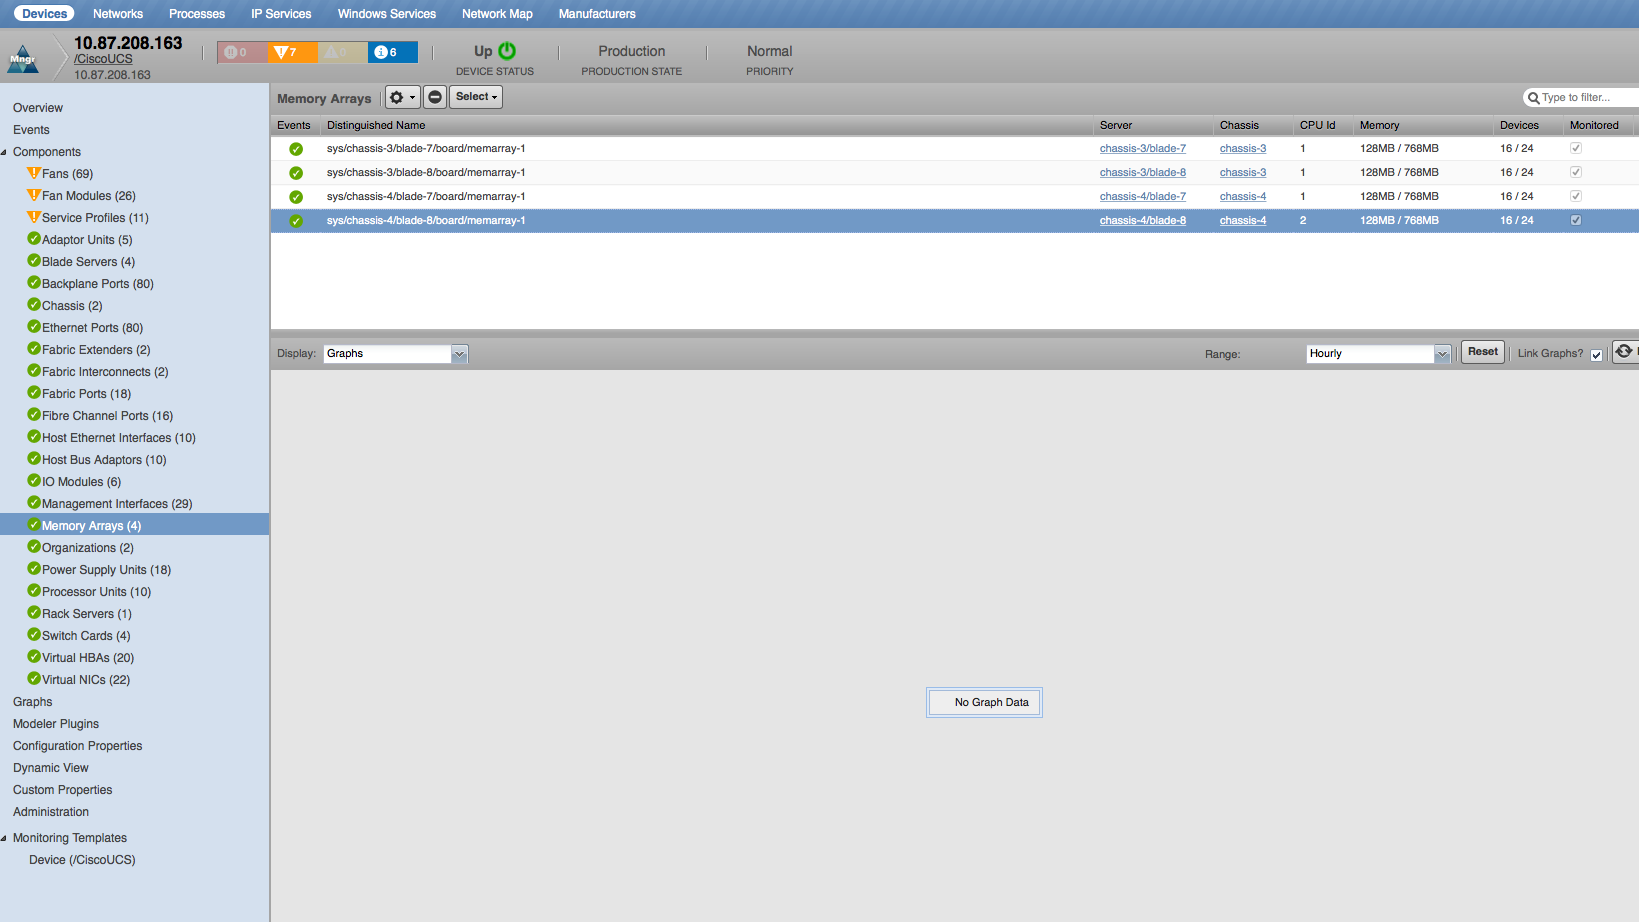 Devices Networks Processes IP Services Windows Services Network Map Manufacturers
Mngr
10.87.208.163
/CiscoUCS
10.87.208.163
0 7 0 6
Up
DEVICE STATUS
Production
PRODUCTION STATE
Normal
PRIORITY
Overview
Events
Components
Fans (69)
Fan Modules (26)
Service Profiles (11)
Adaptor Units (5)
Blade Servers (4)
Backplane Ports (80)
Chassis (2)
Ethernet Ports (80)
Fabric Extenders (2)
Fabric Interconnects (2)
Fabric Ports (18)
Fibre Channel Ports (16)
Host Ethernet Interfaces (10)
Host Bus Adaptors (10)
IO Modules (6)
Management Interfaces (29)
Memory Arrays (4)
Organizations (2)
Power Supply Units (18)
Processor Units (10)
Rack Servers (1)
Switch Cards (4)
Virtual HBAs (20)
Virtual NICs (22)
Graphs
Modeler Plugins
Configuration Properties
Dynamic View
Custom Properties
Administration
Monitoring Templates
Device (/CiscoUCS)
Memory Arrays Select Type to filter...
Events Distinguished Name Server Chassis CPU Id Memory Devices Monitored
sys/chassis-3/blade-7/board/memarray-1 chassis-3/blade-7 chassis-3 1 128MB / 768MB 16 / 24
sys/chassis-3/blade-8/board/memarray-1 chassis-3/blade-8 chassis-3 1 128MB / 768MB 16 / 24
sys/chassis-4/blade-7/board/memarray-1 chassis-4/blade-7 chassis-4 1 128MB / 768MB 16 / 24
sys/chassis-4/blade-8/board/memarray-1 chassis-4/blade-8 chassis-4 2 128MB / 768MB 16 / 24
Display: Graphs Range: Hourly Reset Link Graphs?
No Graph Data